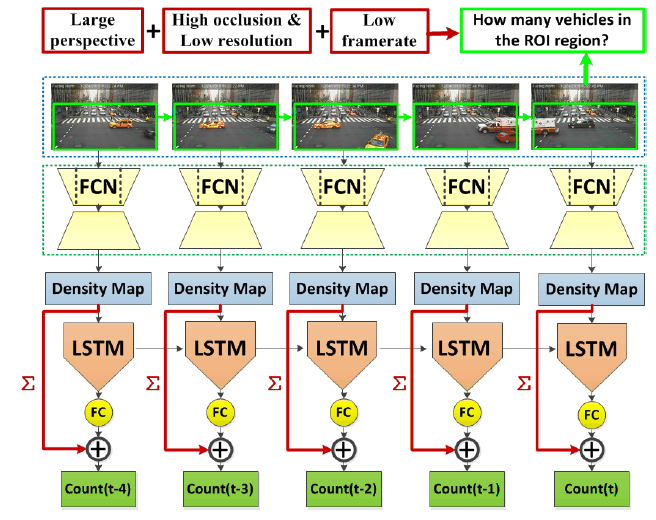 Large
perspective
+
High occlusion &
Low resolution
+
Low
framerate
How many vehicles in
the ROI region?
FCN FCN FCN FCN FCN
Density Map Density Map Density Map Density Map Density Map
LSTM LSTM LSTM LSTM LSTM
Σ Σ Σ Σ Σ
FC FC FC FC FC
+ + + + +
Count(t-4) Count(t-3) Count(t-2) Count(t-1) Count(t)